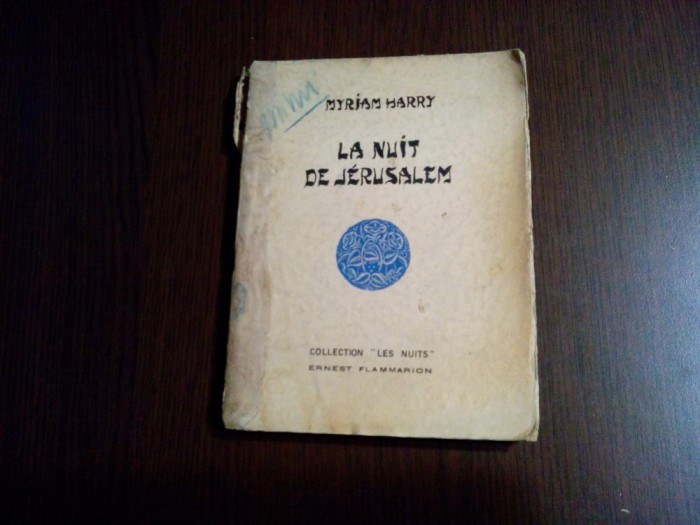 MYRIAM HARRY
LA NUIT
DE JÉRUSALEM
COLLECTION "LES NUITS"
ERNEST FLAMMARION